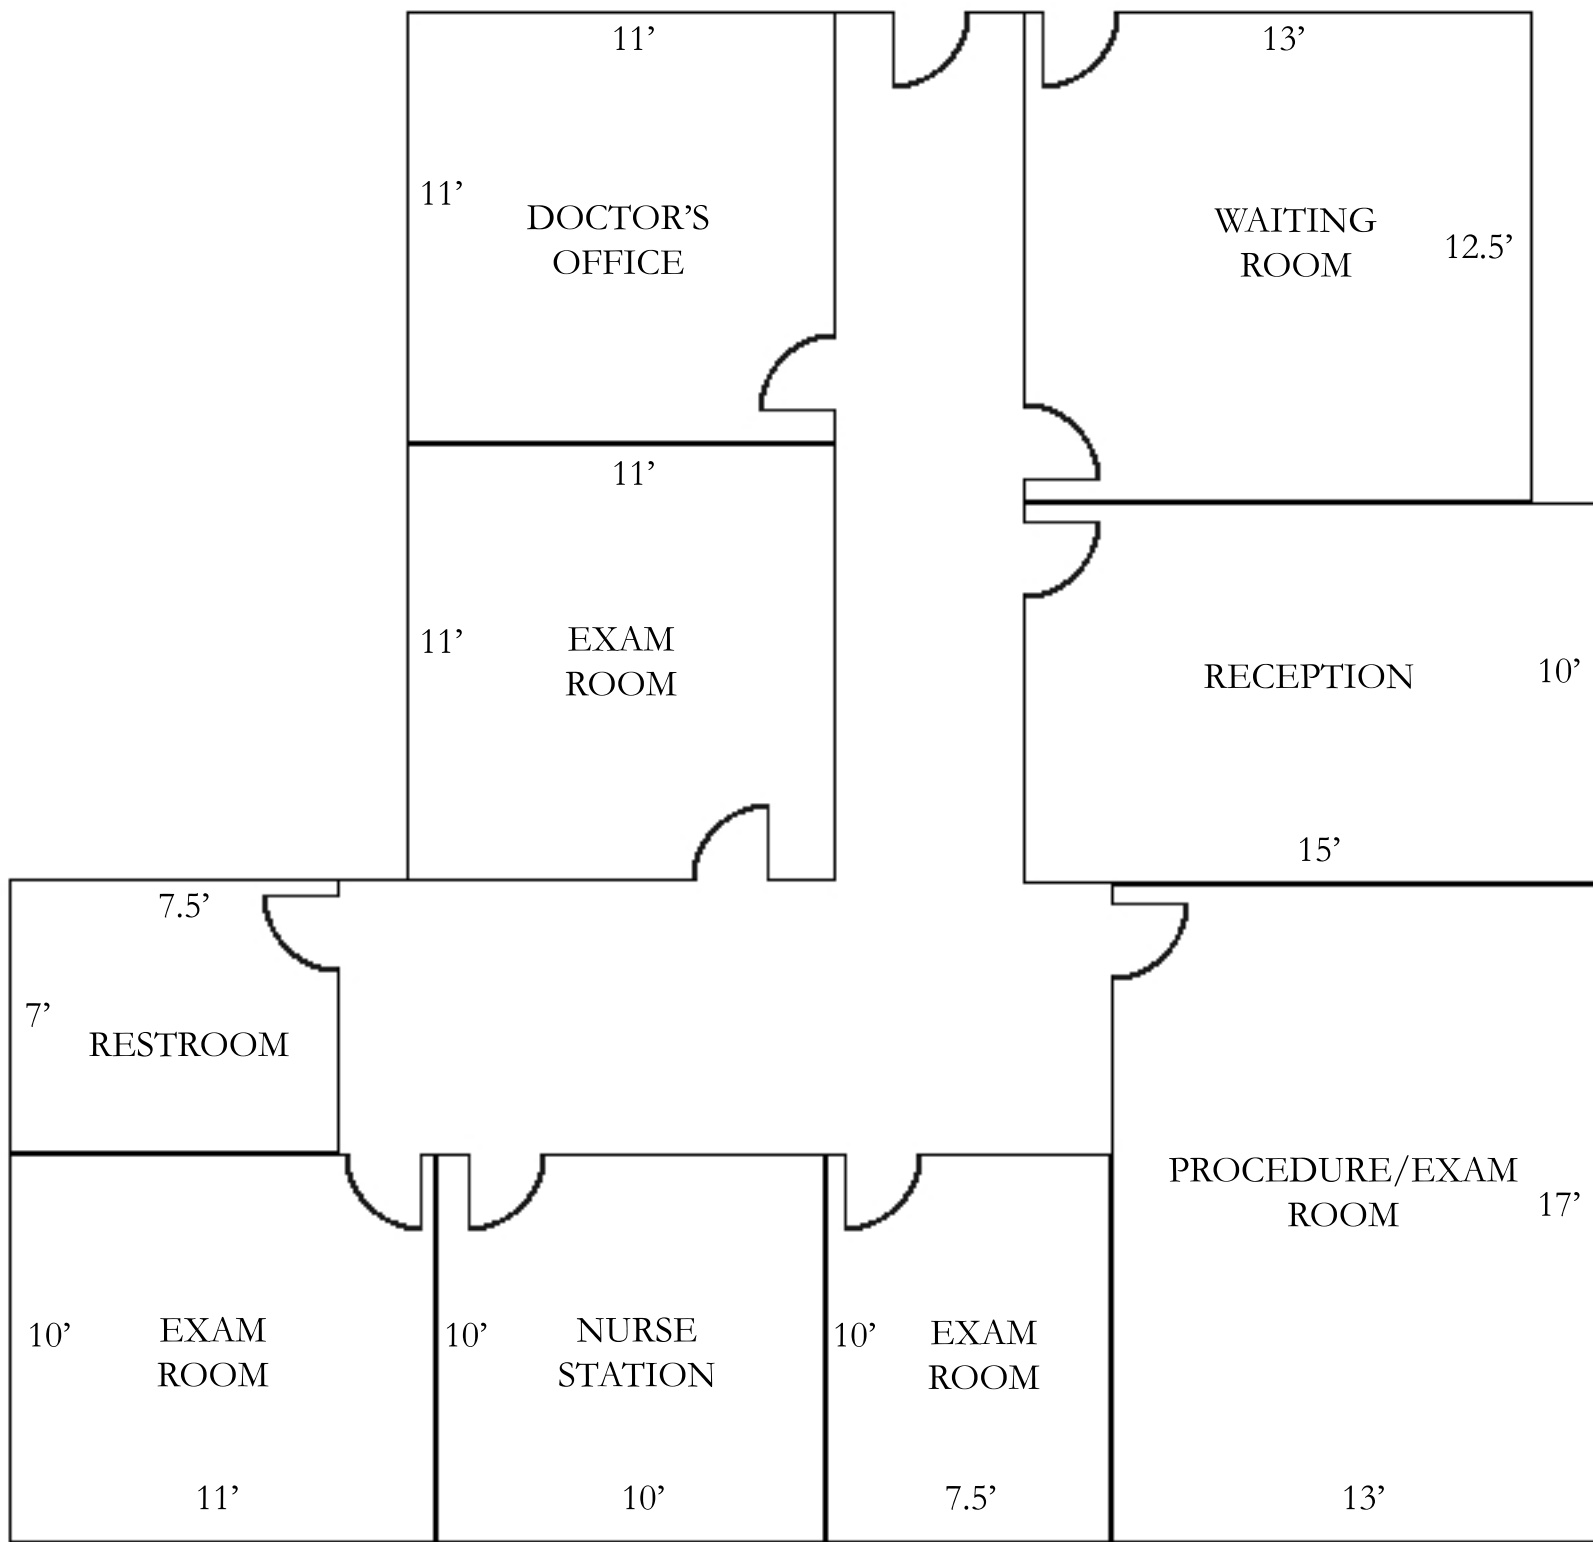 11’
13’
11’
DOCTOR’S
OFFICE
WAITING
ROOM
12.5’
11’
11’
EXAM
ROOM
RECEPTION
10’
15’
7.5’
7’
RESTROOM
PROCEDURE/EXAM
ROOM
17’
10’
EXAM
ROOM
10’
NURSE
STATION
10’
EXAM
ROOM
11’
10’
7.5’
13’